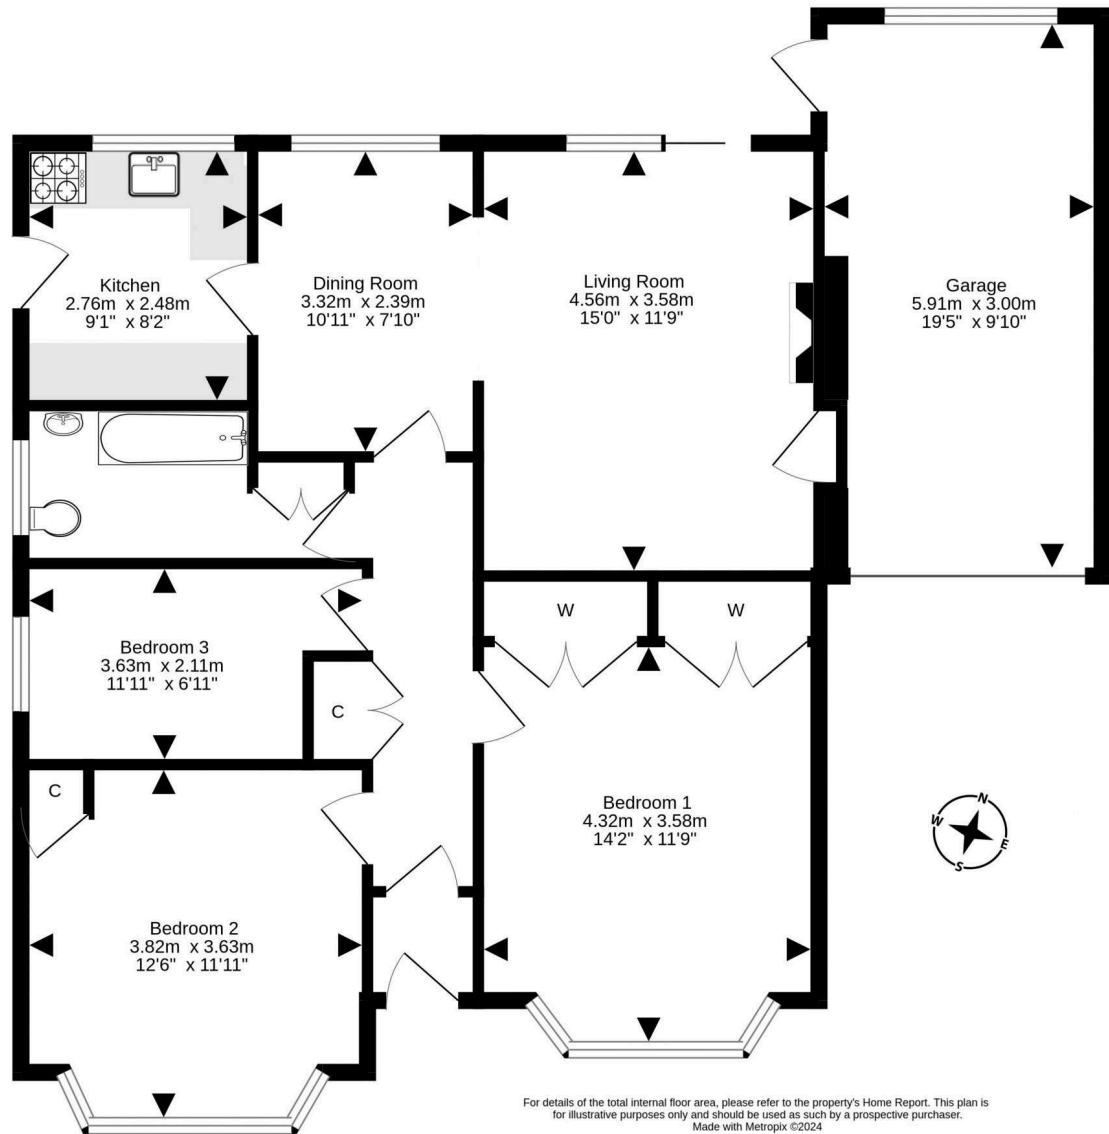 Kitchen
2.76m x 2.48m
9'1" x 8'2"
Dining Room
3.32m x 2.39m
10'11" x 7'10"
Living Room
4.56m x 3.58m
15'0" x 11'9"
Garage
5.91m x 3.00m
19'5" x 9'10"
W
W
Bedroom 3
3.63m x 2.11m
11'11" x 6'11"
C
C
Bedroom 1
4.32m x 3.58m
14'2" x 11'9"
N
W
E
S
Bedroom 2
3.82m x 3.63m
12'6" x 11'11"
For details of the total internal floor area, please refer to the property's Home Report. This plan is
for illustrative purposes only and should be used as such by a prospective purchaser.
Made with Metropix ©2024